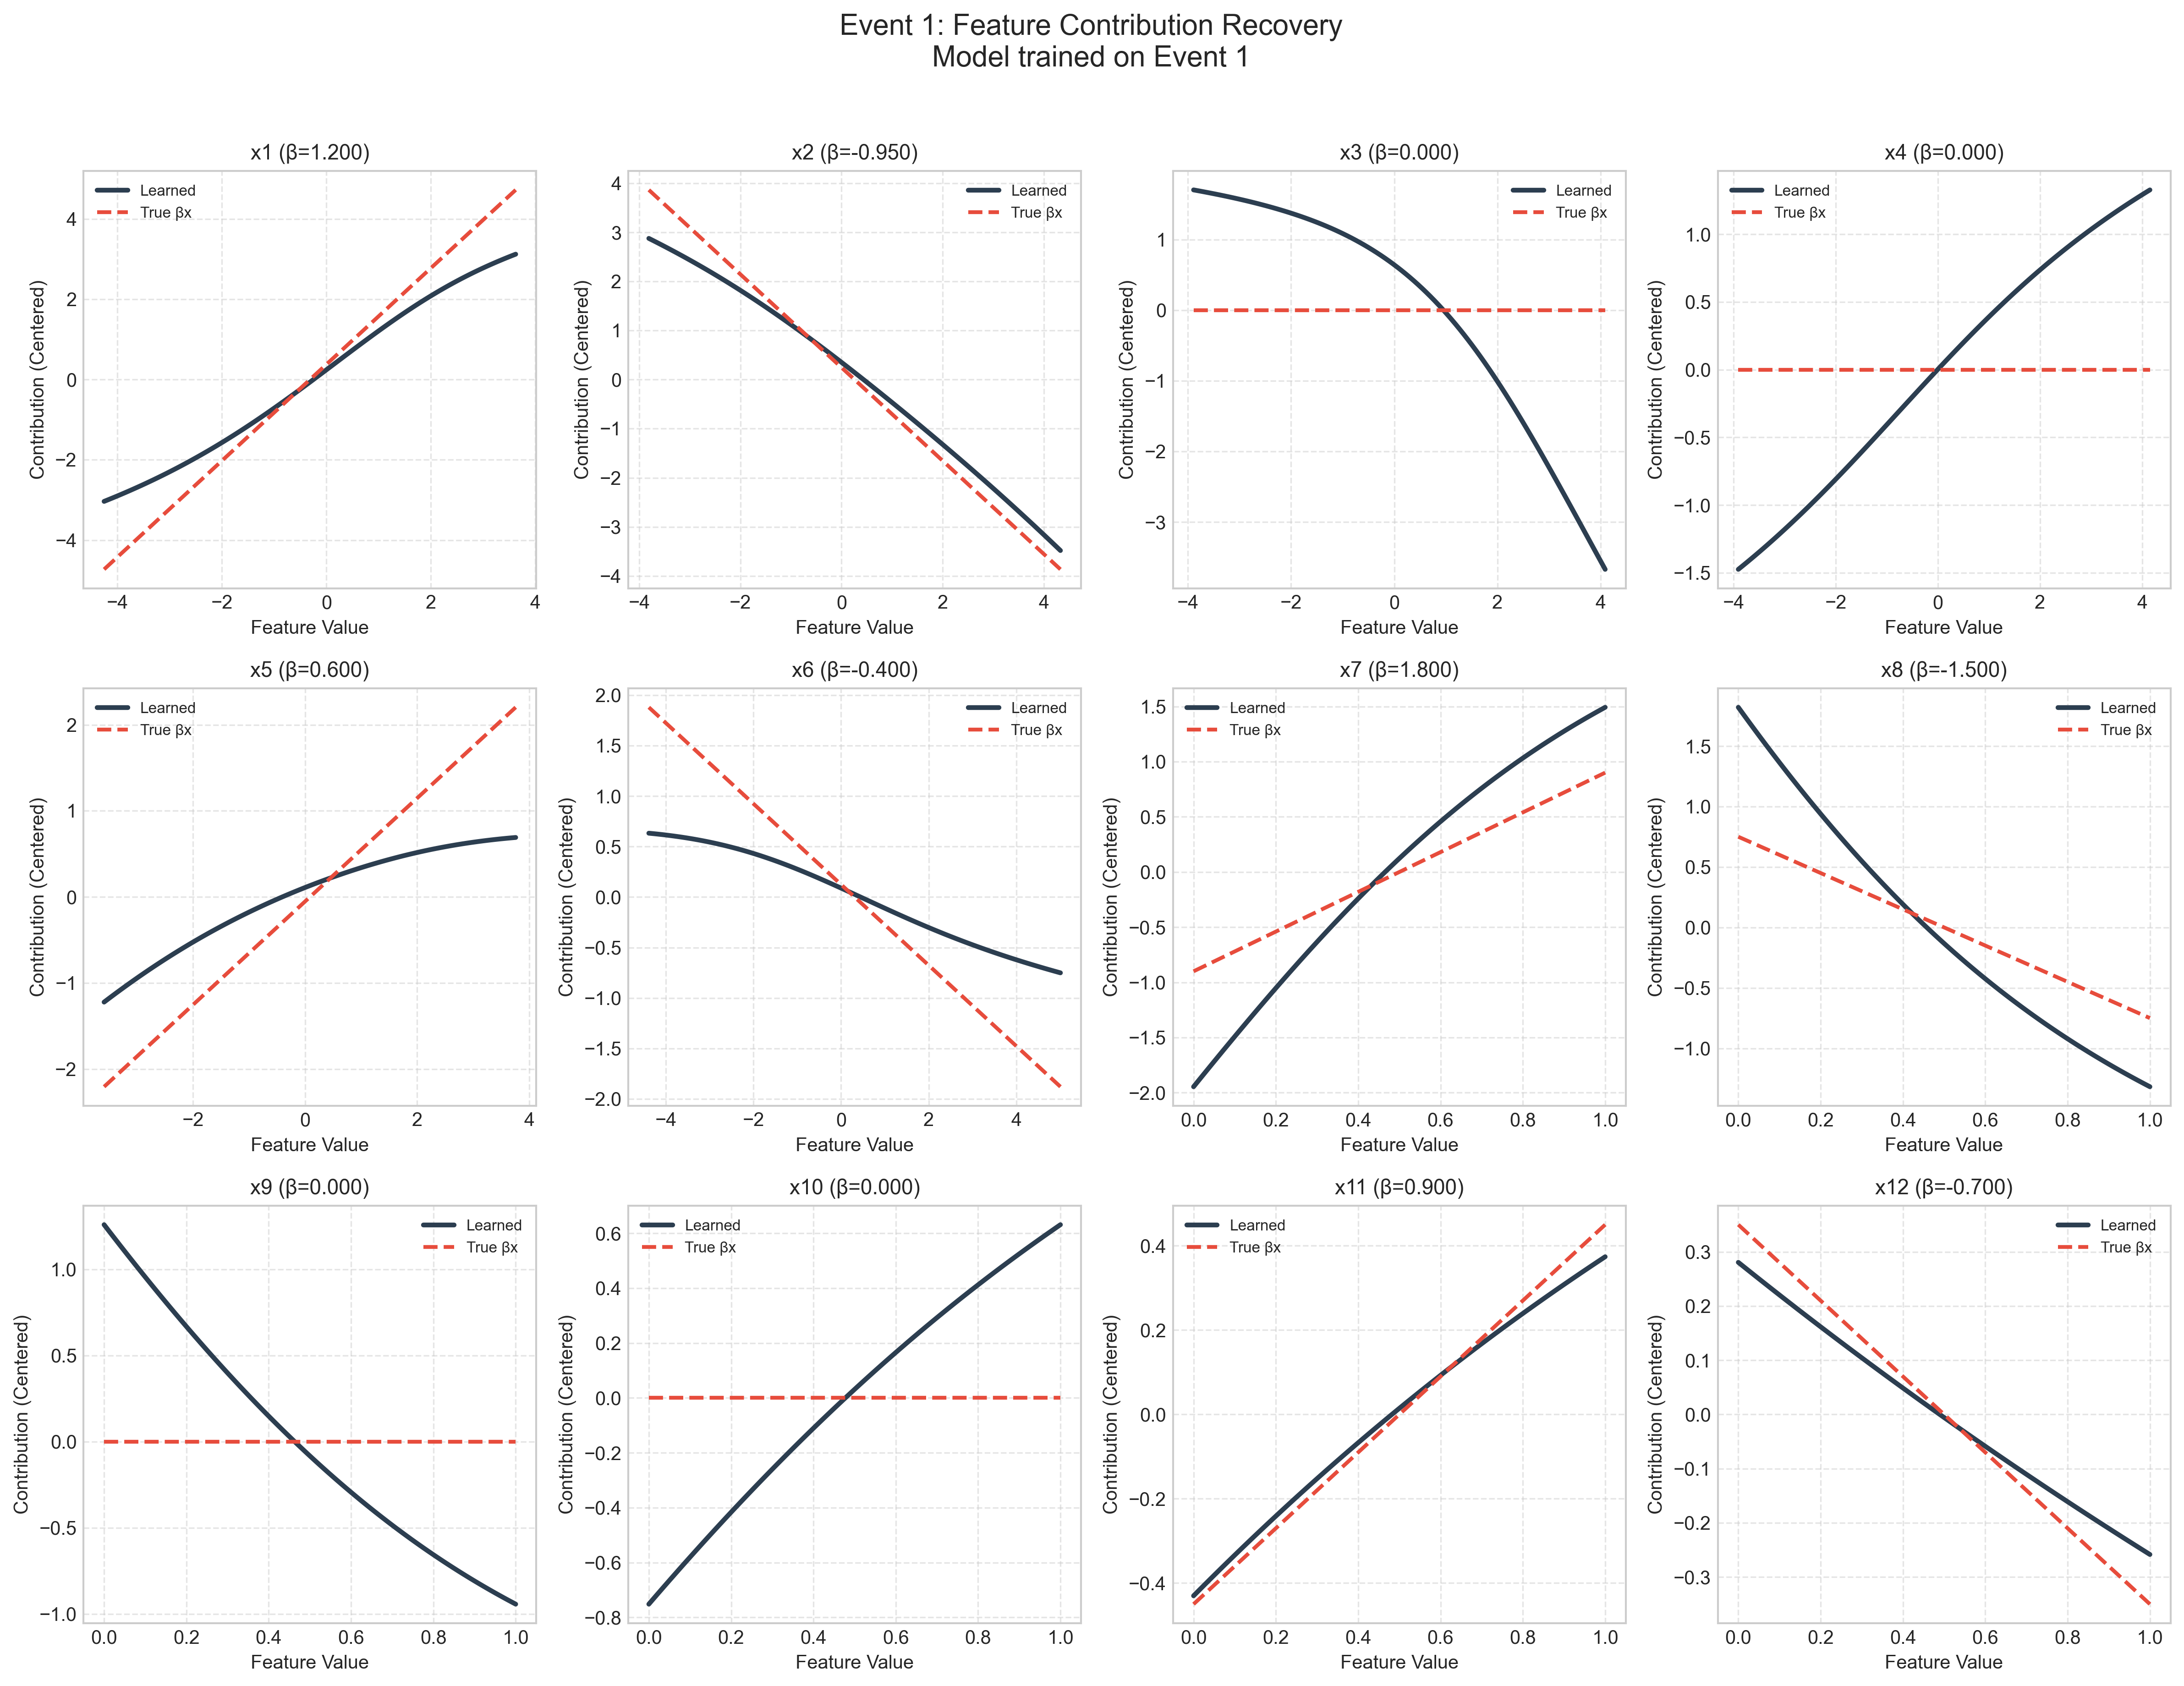 Event 1: Feature Contribution Recovery
Model trained on Event 1
x1 (β=1.200)
Learned
True βx
Contribution (Centered)
4
2
0
−2
−4
−4 −2 0 2 4
Feature Value
x2 (β=-0.950)
Learned
True βx
Contribution (Centered)
4
3
2
1
0
−1
−2
−3
−4
−4 −2 0 2 4
Feature Value
x3 (β=0.000)
Learned
True βx
Contribution (Centered)
1
0
−1
−2
−3
−4 −2 0 2 4
Feature Value
x4 (β=0.000)
Learned
True βx
Contribution (Centered)
1.0
0.5
0.0
−0.5
−1.0
−1.5
−4 −2 0 2 4
Feature Value
x5 (β=0.600)
Learned
True βx
Contribution (Centered)
2
1
0
−1
−2
−2 0 2 4
Feature Value
x6 (β=-0.400)
Learned
True βx
Contribution (Centered)
2.0
1.5
1.0
0.5
0.0
−0.5
−1.0
−1.5
−2.0
−4 −2 0 2 4
Feature Value
x7 (β=1.800)
Learned
True βx
Contribution (Centered)
1.5
1.0
0.5
0.0
−0.5
−1.0
−1.5
−2.0
0.0 0.2 0.4 0.6 0.8 1.0
Feature Value
x8 (β=-1.500)
Learned
True βx
Contribution (Centered)
1.5
1.0
0.5
0.0
−0.5
−1.0
0.0 0.2 0.4 0.6 0.8 1.0
Feature Value
x9 (β=0.000)
Learned
True βx
Contribution (Centered)
1.0
0.5
0.0
−0.5
−1.0
0.0 0.2 0.4 0.6 0.8 1.0
Feature Value
x10 (β=0.000)
Learned
True βx
Contribution (Centered)
0.6
0.4
0.2
0.0
−0.2
−0.4
−0.6
−0.8
0.0 0.2 0.4 0.6 0.8 1.0
Feature Value
x11 (β=0.900)
Learned
True βx
Contribution (Centered)
0.4
0.2
0.0
−0.2
−0.4
0.0 0.2 0.4 0.6 0.8 1.0
Feature Value
x12 (β=-0.700)
Learned
True βx
Contribution (Centered)
0.3
0.2
0.1
0.0
−0.1
−0.2
−0.3
0.0 0.2 0.4 0.6 0.8 1.0
Feature Value